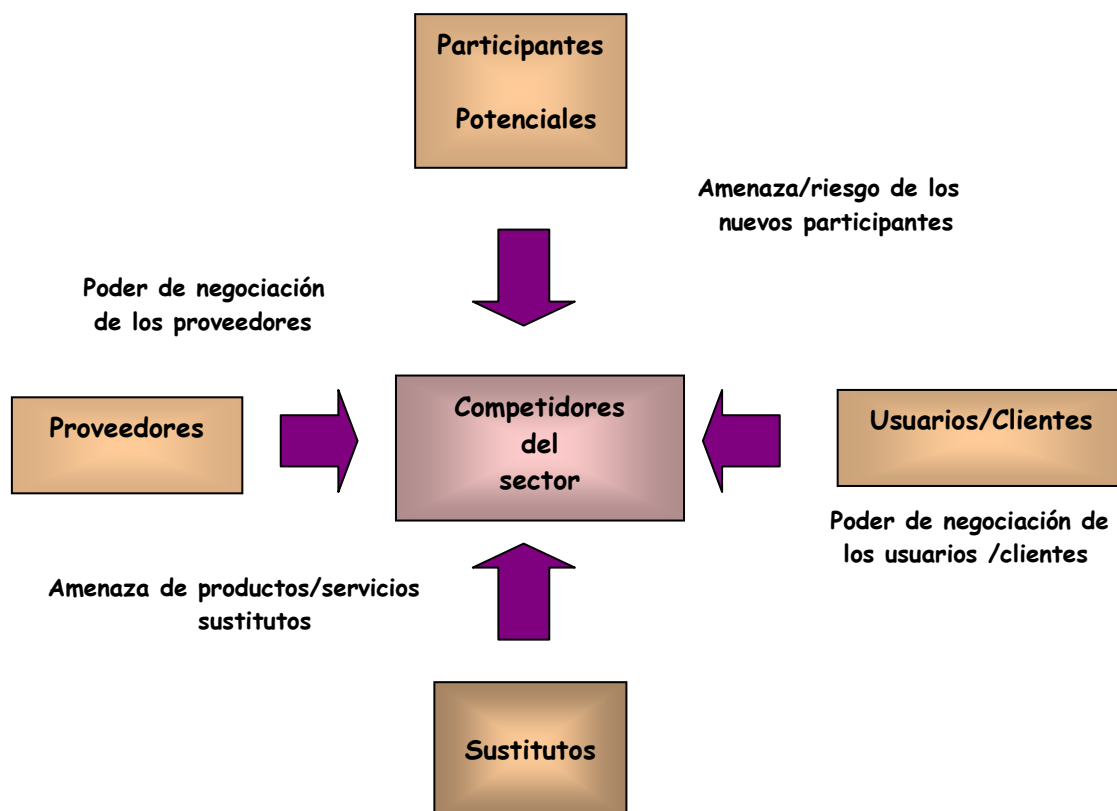 Participantes
Potenciales
Amenaza/riesgo de los
nuevos participantes
Poder de negociación
de los proveedores
Proveedores
Competidores
del
sector
Usuarios/Clientes
Poder de negociación de
los usuarios /clientes
Amenaza de productos/servicios
sustitutos
Sustitutos